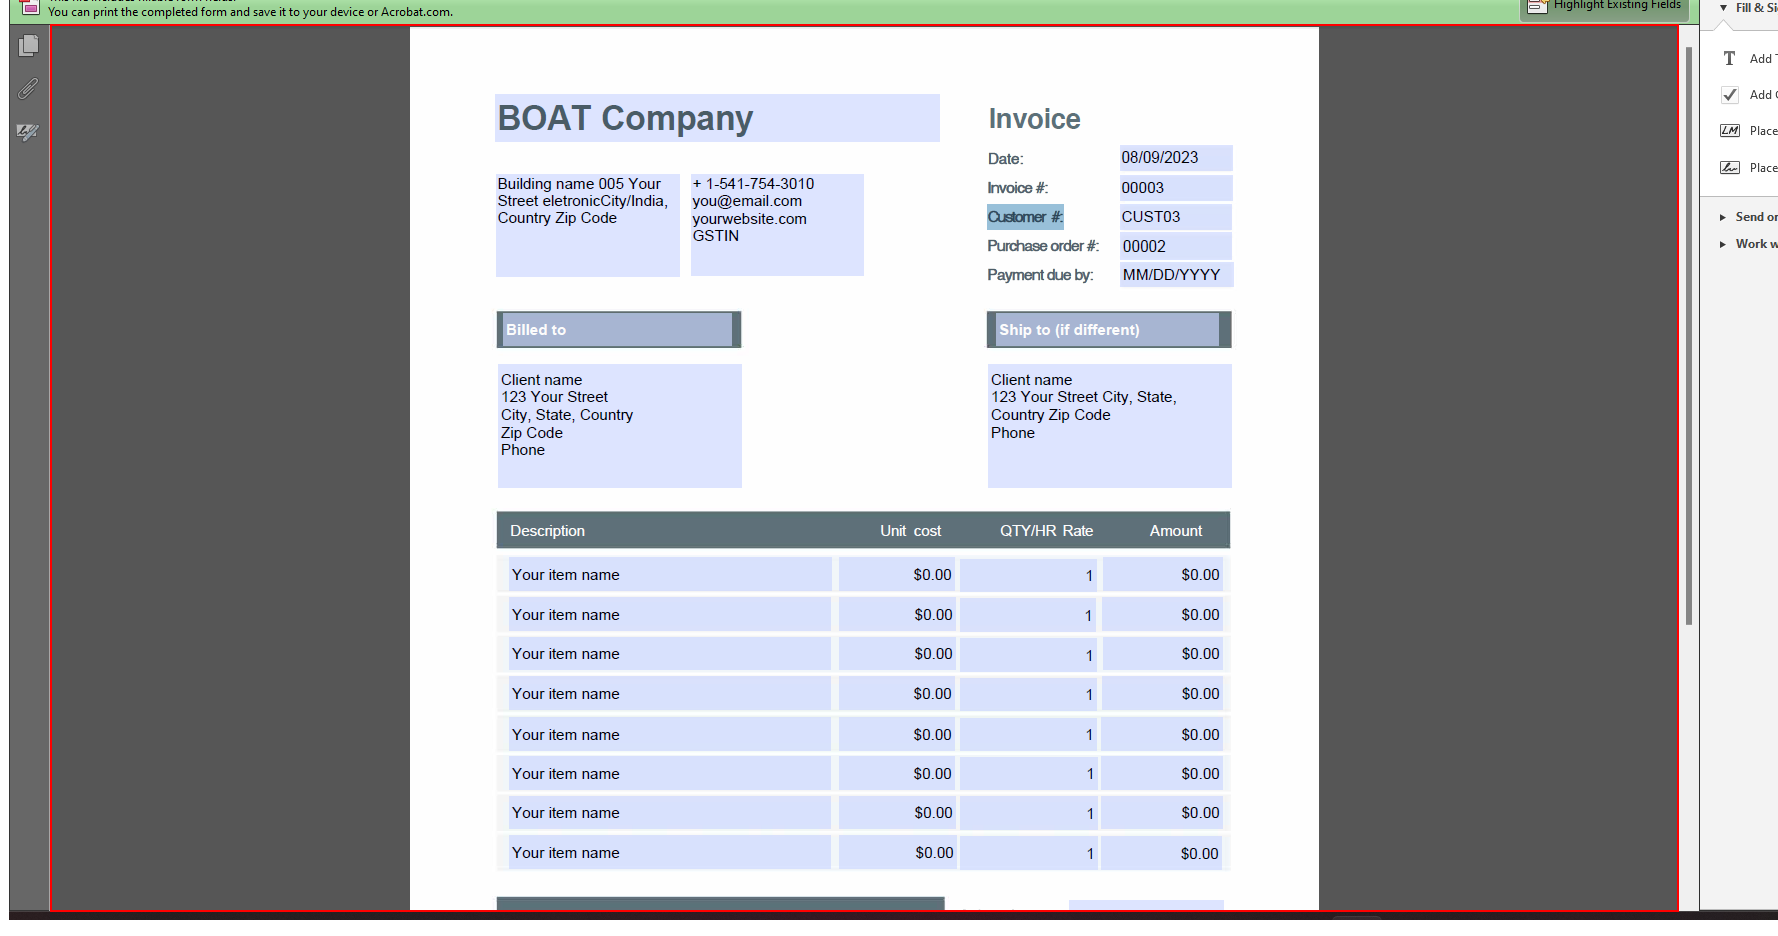 You can print the completed form and save it to your device or Acrobat.com.
Highlight Existing Fields
Fill &
Add
Add
Place
Place
Send
Work
BOAT Company
Building name 005 Your
Street eletronicCity/India,
Country Zip Code
+ 1-541-754-3010
you@email.com
yourwebsite.com
GSTIN
Invoice
Date: 08/09/2023
Invoice #: 00003
Customer #: CUST03
Purchase order #: 00002
Payment due by: MM/DD/YYYY
Billed to
Client name
123 Your Street
City, State, Country
Zip Code
Phone
Ship to (if different)
Client name
123 Your Street City, State,
Country Zip Code
Phone
Description Unit cost QTY/HR Rate Amount
Your item name $0.00 1 $0.00
Your item name $0.00 1 $0.00
Your item name $0.00 1 $0.00
Your item name $0.00 1 $0.00
Your item name $0.00 1 $0.00
Your item name $0.00 1 $0.00
Your item name $0.00 1 $0.00
Your item name $0.00 1 $0.00